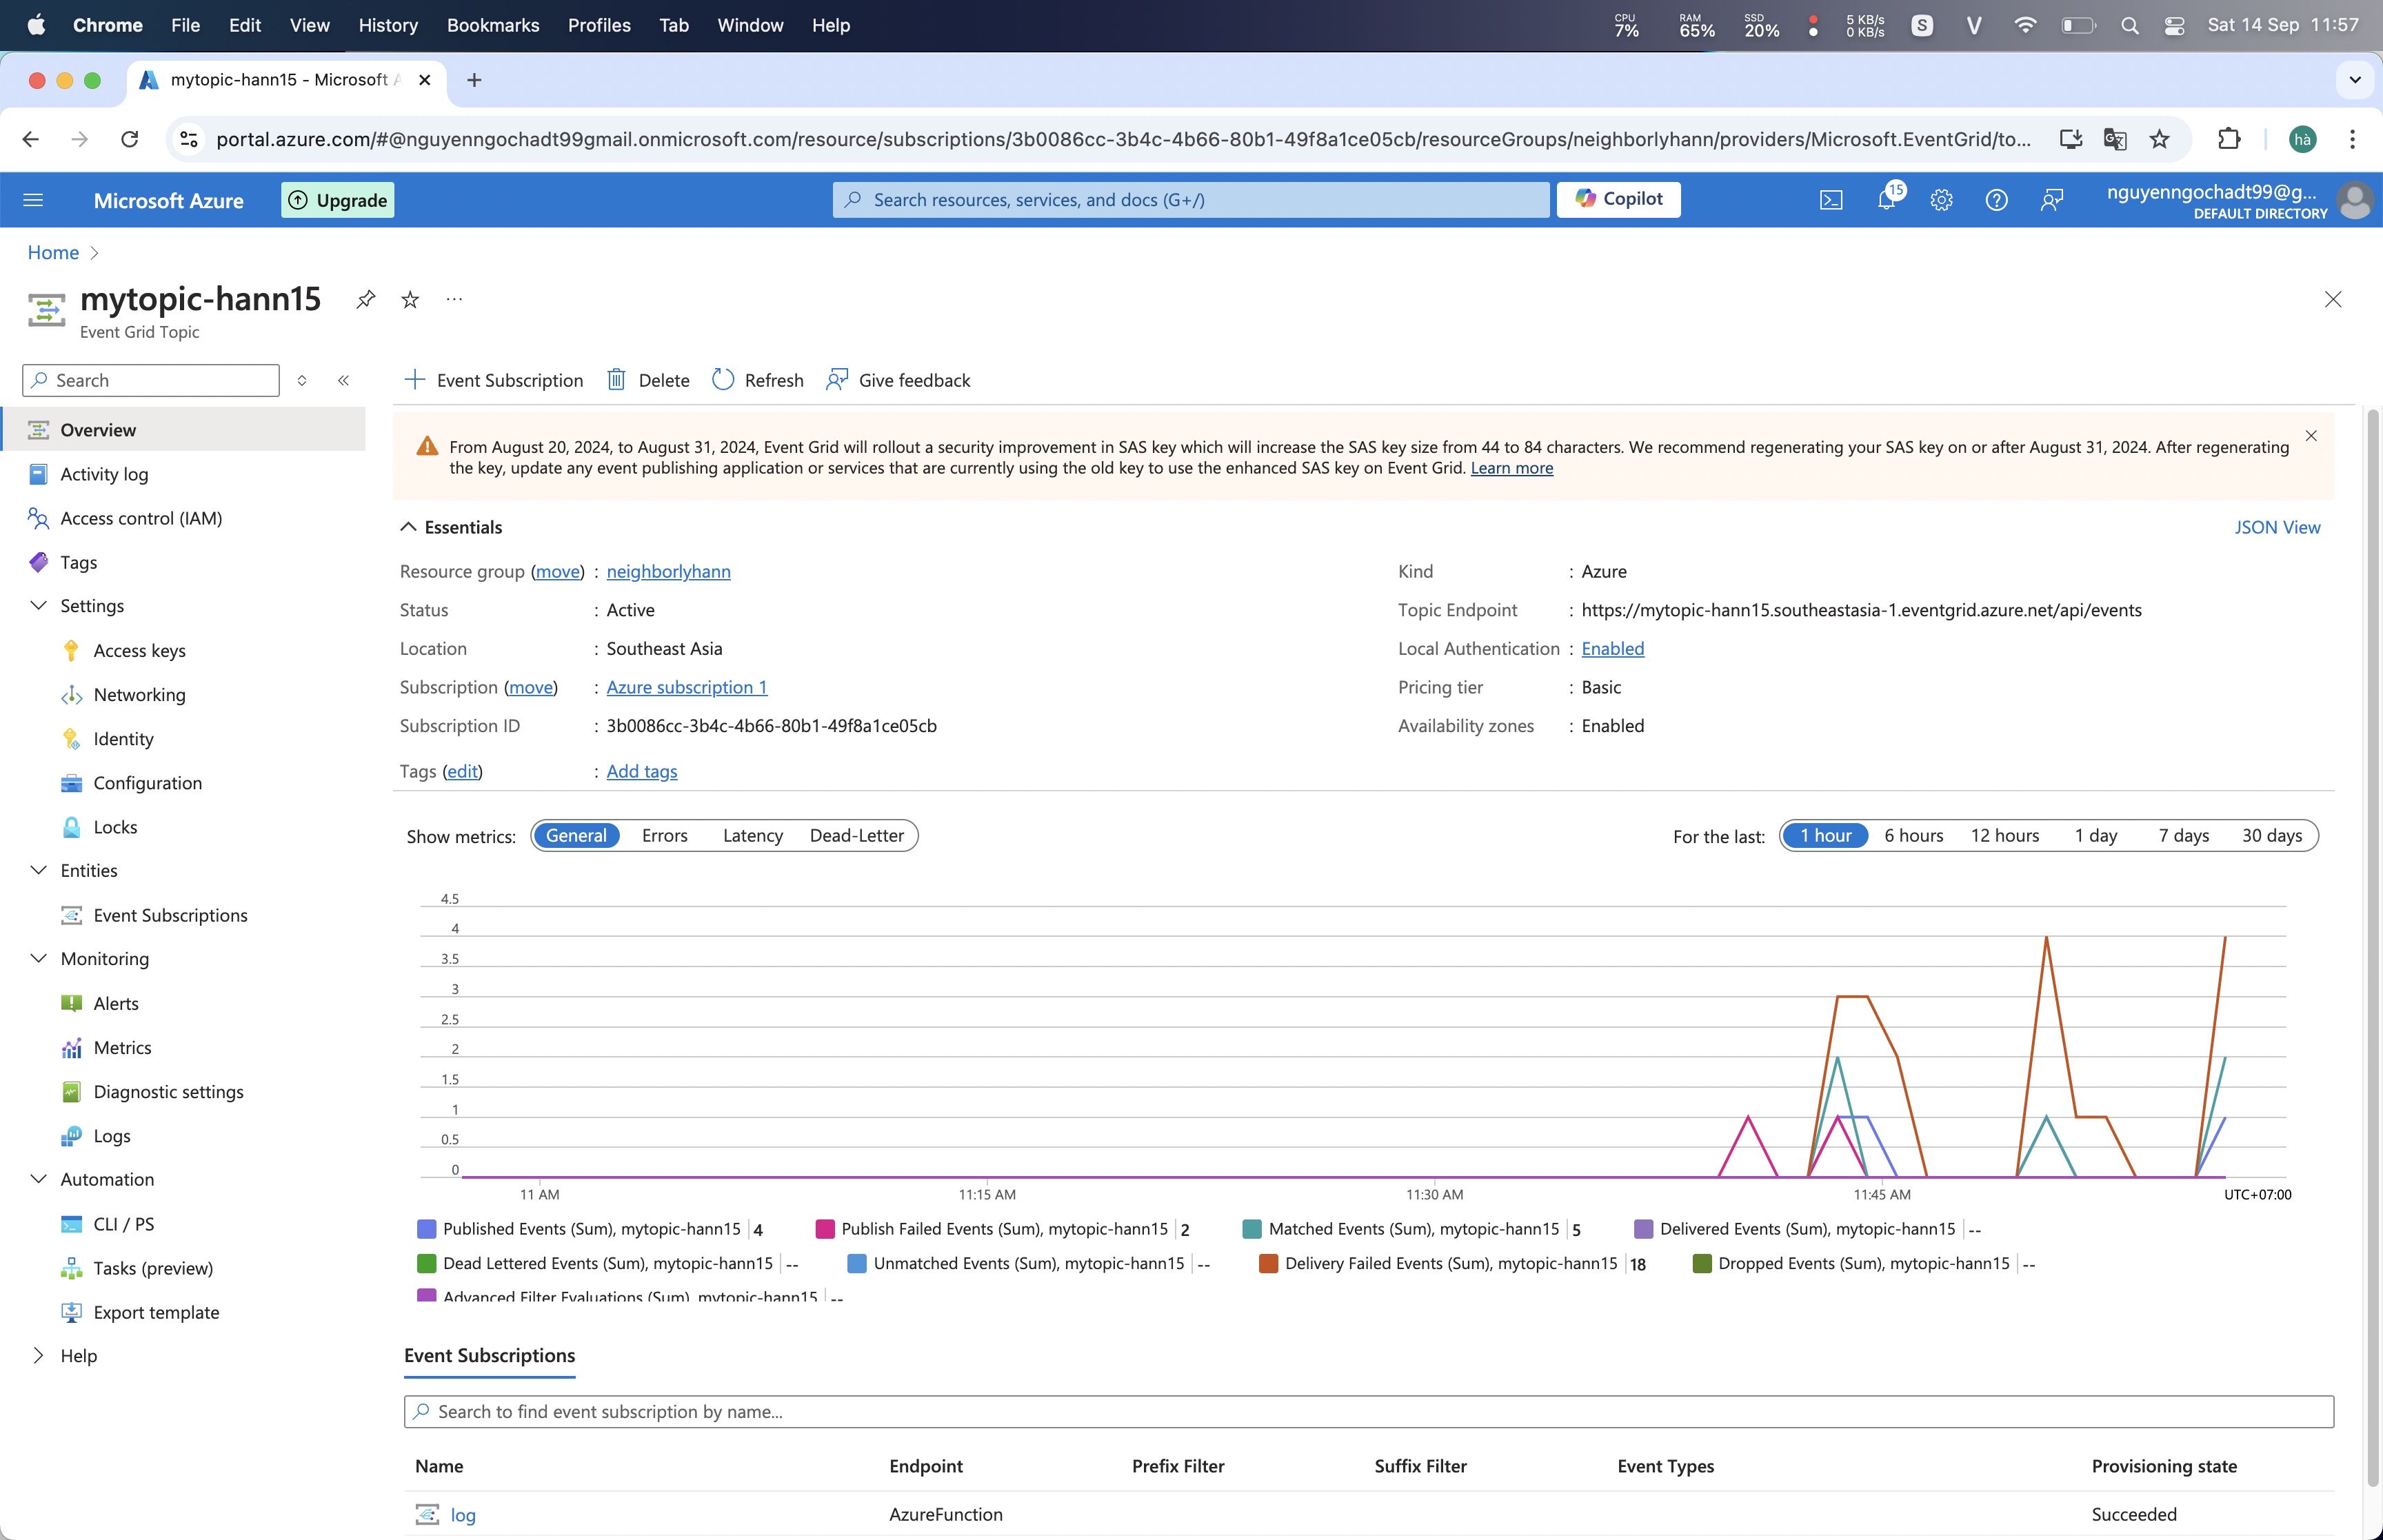 Chrome File Edit View History Bookmarks Profiles Tab Window Help
CPU 7% RAM 65% SSD 20% 5 KB/s 0 KB/s S V Sat 14 Sep 11:57
mytopic-hann15 - Microsoft A
portal.azure.com/#@nguyenngochadt99gmail.onmicrosoft.com/resource/subscriptions/3b0086cc-3b4c-4b66-80b1-49f8a1ce05cb/resourceGroups/neighborlyhann/providers/Microsoft.EventGrid/to...
hà
Microsoft Azure
Upgrade
Search resources, services, and docs (G+/)
Copilot
15
nguyenngochadt99@g...
DEFAULT DIRECTORY
Home
mytopic-hann15
Event Grid Topic
Search
Overview
Activity log
Access control (IAM)
Tags
Settings
Access keys
Networking
Identity
Configuration
Locks
Entities
Event Subscriptions
Monitoring
Alerts
Metrics
Diagnostic settings
Logs
Automation
CLI / PS
Tasks (preview)
Export template
Help
Event Subscription Delete Refresh Give feedback
From August 20, 2024, to August 31, 2024, Event Grid will rollout a security improvement in SAS key which will increase the SAS key size from 44 to 84 characters. We recommend regenerating your SAS key on or after August 31, 2024. After regenerating
the key, update any event publishing application or services that are currently using the old key to use the enhanced SAS key on Event Grid. Learn more
Essentials
JSON View
Resource group (move) : neighborlyhann
Status : Active
Location : Southeast Asia
Subscription (move) : Azure subscription 1
Subscription ID : 3b0086cc-3b4c-4b66-80b1-49f8a1ce05cb
Tags (edit) : Add tags
Kind : Azure
Topic Endpoint : https://mytopic-hann15.southeastasia-1.eventgrid.azure.net/api/events
Local Authentication : Enabled
Pricing tier : Basic
Availability zones : Enabled
Show metrics: General Errors Latency Dead-Letter
For the last: 1 hour 6 hours 12 hours 1 day 7 days 30 days
4.5
4
3.5
3
2.5
2
1.5
1
0.5
0
11 AM 11:15 AM 11:30 AM 11:45 AM UTC+07:00
Published Events (Sum), mytopic-hann15 4 Publish Failed Events (Sum), mytopic-hann15 2 Matched Events (Sum), mytopic-hann15 5 Delivered Events (Sum), mytopic-hann15 --
Dead Lettered Events (Sum), mytopic-hann15 -- Unmatched Events (Sum), mytopic-hann15 -- Delivery Failed Events (Sum), mytopic-hann15 18 Dropped Events (Sum), mytopic-hann15 --
Advanced Filter Evaluations (Sum), mytopic-hann15 --
Event Subscriptions
Search to find event subscription by name...
Name Endpoint Prefix Filter Suffix Filter Event Types Provisioning state
log AzureFunction Succeeded